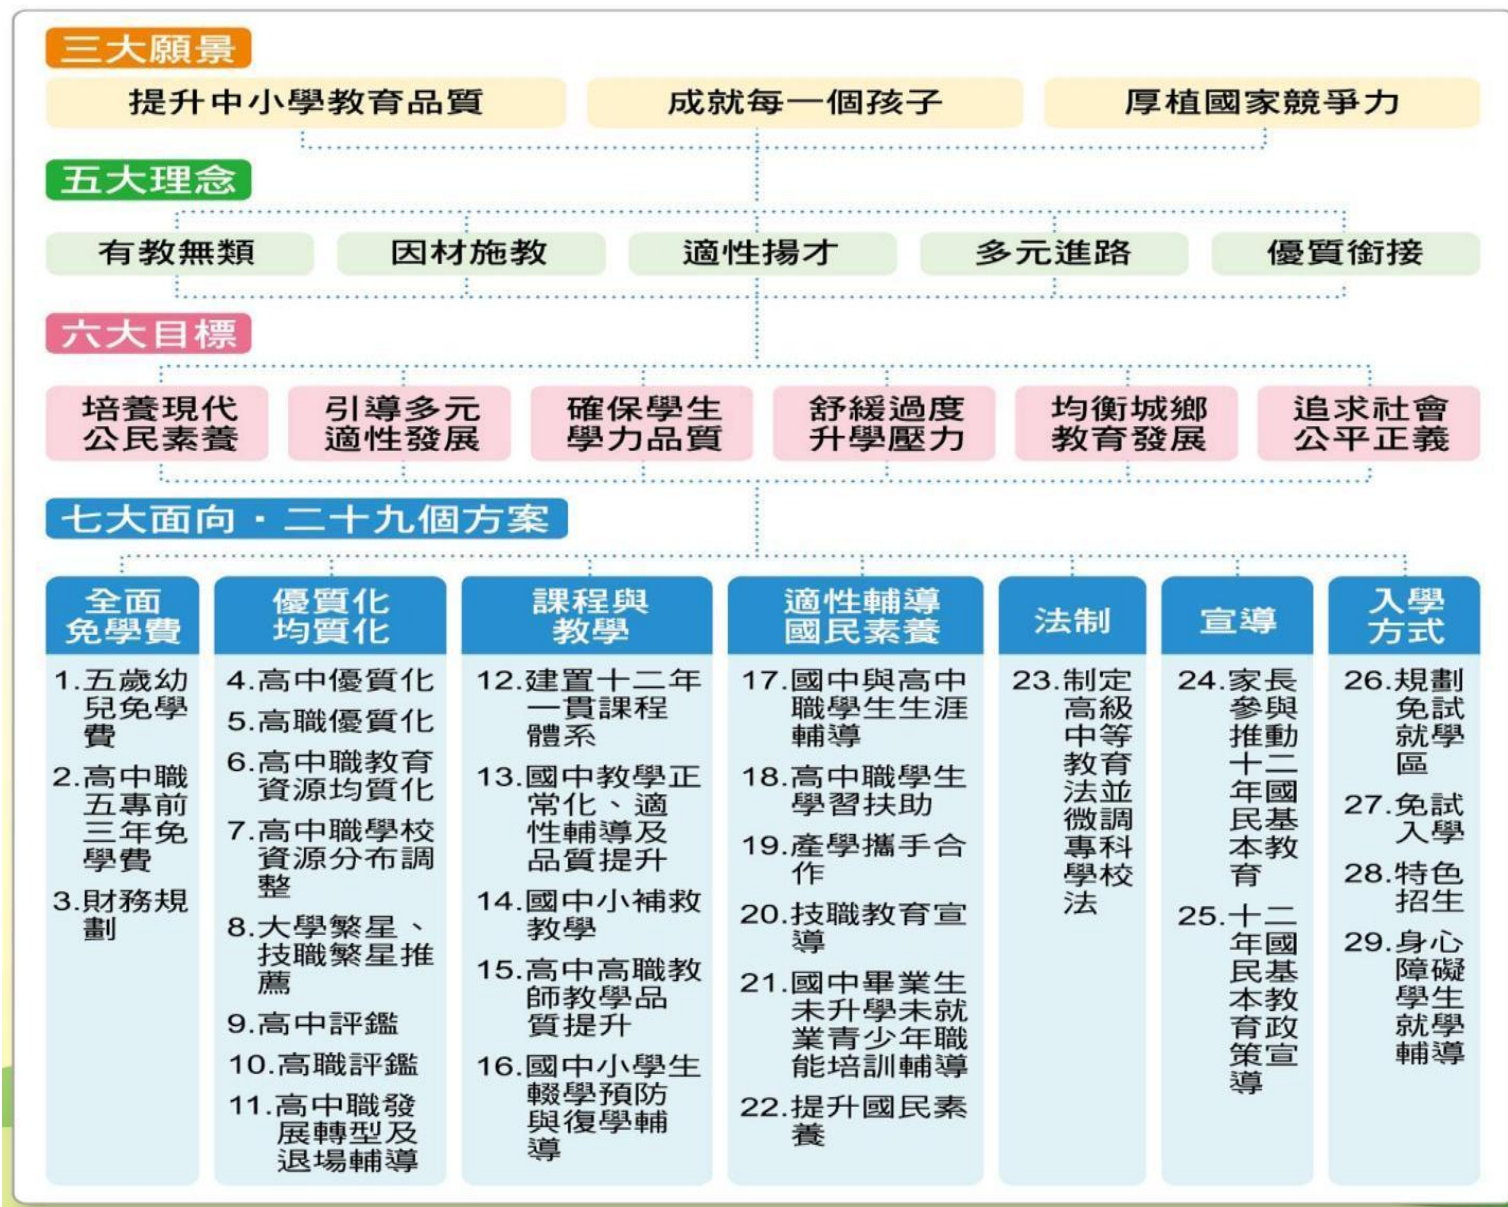 三大願景
提升中小學教育品質
成就每一個孩子
厚植國家競爭力
五大理念
有教無類
因材施教
適性揚才
多元進路
優質銜接
六大目標
培養現代
公民素養
引導多元
適性發展
確保學生
學力品質
舒緩過度
升學壓力
均衡城鄉
教育發展
追求社會
公平正義
七大面向‧二十九個方案
全面
免學費
1.五歲幼
兒免學
費
2.高中職
五專前
三年免
學費
3.財務規
劃
優質化
均質化
4.高中優質化
5.高職優質化
6.高中職教育
資源均質化
7.高中職學校
資源分布調
整
8.大學繁星、
技職繁星推
薦
9.高中評鑑
10.高職評鑑
11.高中職發
展轉型及
退場輔導
課程與
教學
12.建置十二年
一貫課程
體系
13.國中教學正
常化、適
性輔導及
品質提升
14.國中小補救
教學
15.高中高職教
師教學品
質提升
16.國中小學生
輟學預防
與復學輔
導
適性輔導
國民素養
17.國中與高中
職學生生涯
輔導
18.高中職學生
學習扶助
19.產學攜手合
作
20.技職教育宣
導
21.國中畢業生
未升學未就
業青少年職
能培訓輔導
22.提升國民素
養
法制
23.制定
高級
中等
教育
法並
微調
專科
學校
法
宣導
24.家長
參與
推動
十二
年國
民基
本教
育
25.十二
年國
民基
本教
育政
策宣
導
入學
方式
26.規劃
免試
就學
區
27.免試
入學
28.特色
招生
29.身心
障礙
學生
就學
輔導